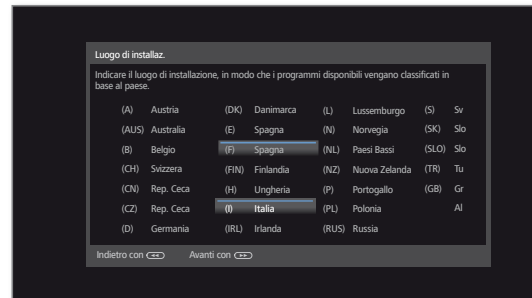 Luogo di installaz.
Indicare il luogo di installazione, in modo che i programmi disponibili vengano classificati in
base al paese.
(A) Austria (DK) Danimarca (L) Lussemburgo (S) Sv
(AUS) Australia (E) Spagna (N) Norvegia (SK) Slo
(B) Belgio (F) Spagna (NL) Paesi Bassi (SLO) Slo
(CH) Svizzera (FIN) Finlandia (NZ) Nuova Zelanda (TR) Tu
(CN) Rep. Ceca (H) Ungheria (P) Portogallo (GB) Gr
(CZ) Rep. Ceca (I) Italia (PL) Polonia Al
(D) Germania (IRL) Irlanda (RUS) Russia
Indietro con ◄◄ Avanti con ►►